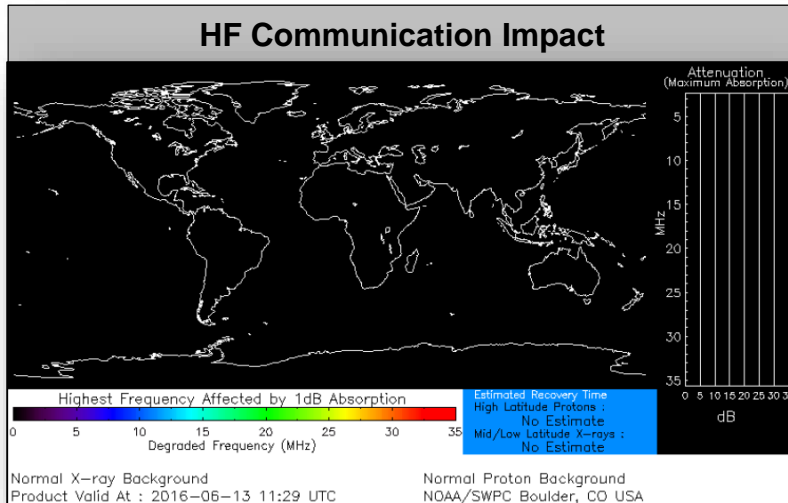 HF Communication Impact
Attenuation
(Maximum Absorption)
5
10
15
20
25
30
35
MHz
0 5 10 15 20 25 30
dB
Highest Frequency Affected by 1dB Absorption
0 5 10 15 20 25 30 35
Degraded Frequency (MHz)
Estimated Recovery Time
High Latitude Protons :
No Estimate
Mid/Low Latitude X-rays :
No Estimate
Normal X-ray Background
Product Valid At : 2016-06-13 11:29 UTC
Normal Proton Background
NOAA/SWPC Boulder, CO USA